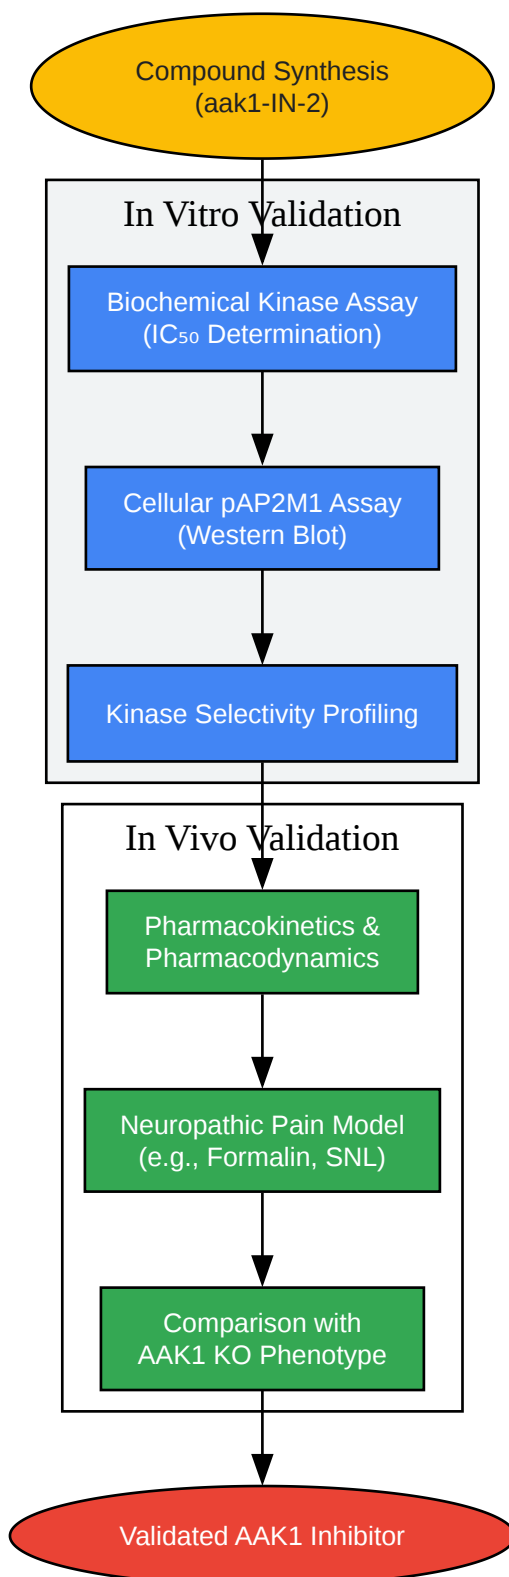 Compound Synthesis
(aak1-IN-2)
In Vitro Validation
Biochemical Kinase Assay
(IC₅₀ Determination)
Cellular pAP2M1 Assay
(Western Blot)
Kinase Selectivity Profiling
In Vivo Validation
Pharmacokinetics &
Pharmacodynamics
Neuropathic Pain Model
(e.g., Formalin, SNL)
Comparison with
AAK1 KO Phenotype
Validated AAK1 Inhibitor